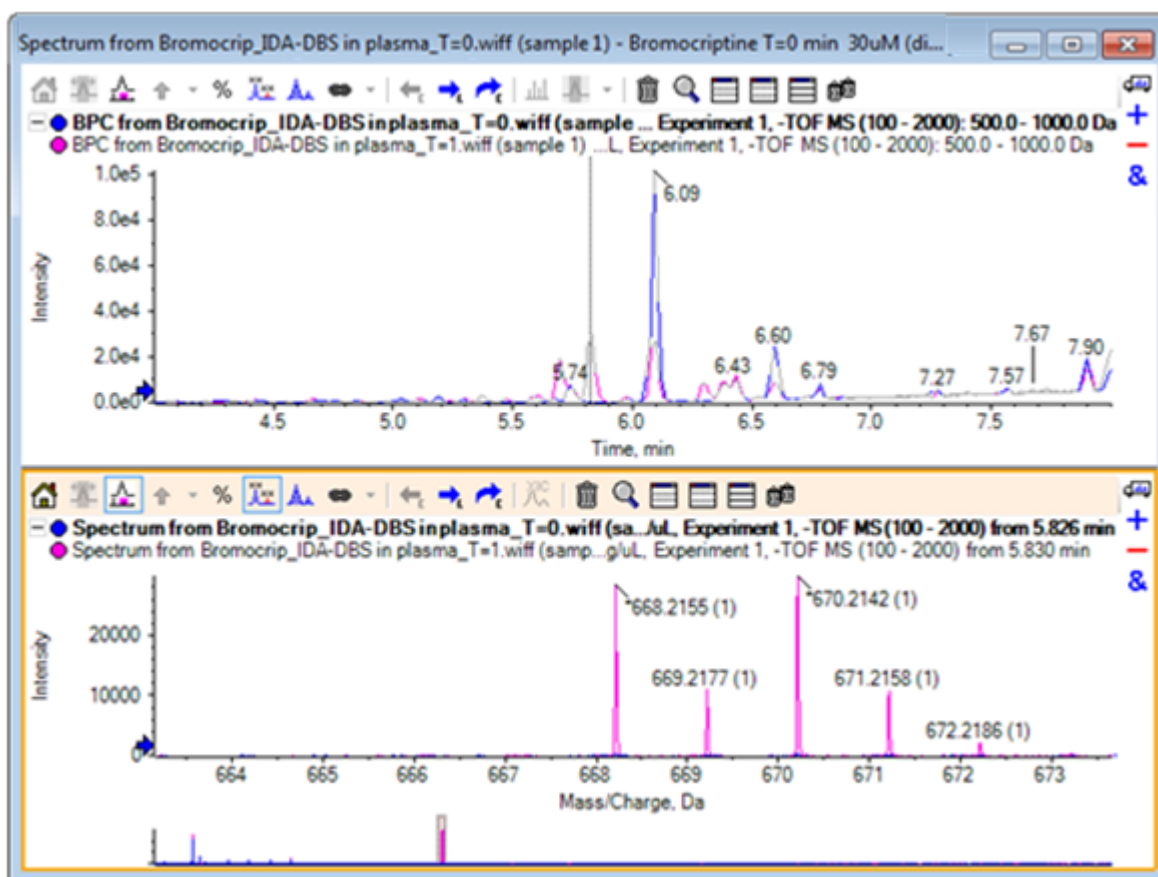 Spectrum from Bromocrip_IDA-DBS in plasma_T=0.wiff (sample 1) - Bromocriptine T=0 min 30uM (di...
%
BPC from Bromocrip_IDA-DBS in plasma_T=0.wiff (sample ... Experiment 1, -TOF MS (100 - 2000): 500.0 - 1000.0 Da
BPC from Bromocrip_IDA-DBS in plasma_T=1.wiff (sample 1) ...L, Experiment 1, -TOF MS (100 - 2000): 500.0 - 1000.0 Da
&
1.0e5
8.0e4
6.0e4
4.0e4
2.0e4
0.0e0
Intensity
5.74
6.09
6.43
6.60
6.79
7.27
7.57
7.67
7.90
4.5 5.0 5.5 6.0 6.5 7.0 7.5
Time, min
%
Spectrum from Bromocrip_IDA-DBS in plasma_T=0.wiff (sa.../uL, Experiment 1, -TOF MS (100 - 2000) from 5.826 min
Spectrum from Bromocrip_IDA-DBS in plasma_T=1.wiff (samp...g/uL, Experiment 1, -TOF MS (100 - 2000) from 5.830 min
&
20000
10000
0
Intensity
*668.2155 (1)
669.2177 (1)
*670.2142 (1)
671.2158 (1)
672.2186 (1)
664 665 666 667 668 669 670 671 672 673
Mass/Charge, Da